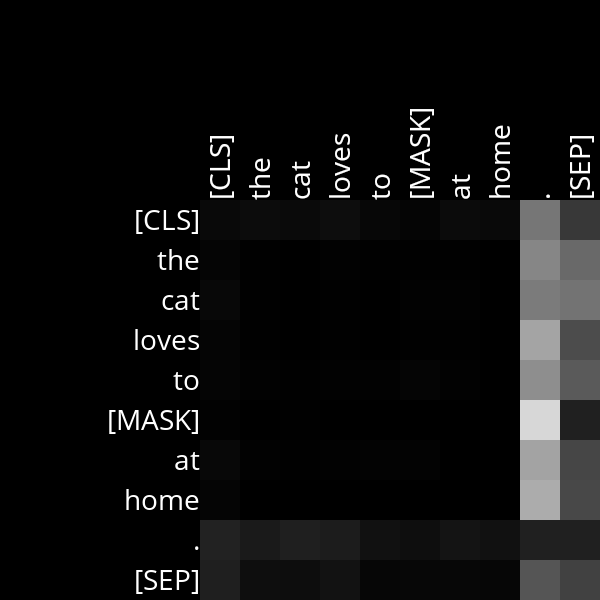 [CLS] the cat loves to [MASK] at home . [SEP]
[CLS]
the
cat
loves
to
[MASK]
at
home
.
[SEP]